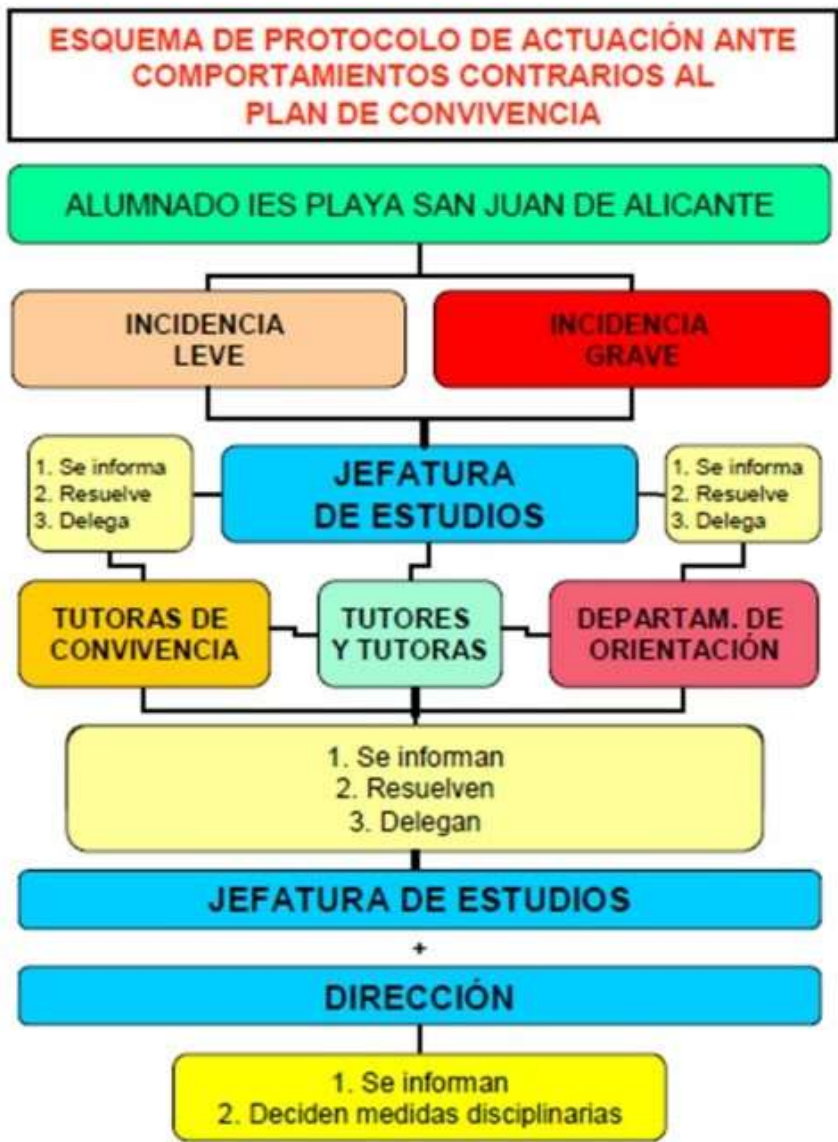 ESQUEMA DE PROTOCOLO DE ACTUACIÓN ANTE
COMPORTAMIENTOS CONTRARIOS AL
PLAN DE CONVIVENCIA
ALUMNADO IES PLAYA SAN JUAN DE ALICANTE
INCIDENCIA
LEVE
INCIDENCIA
GRAVE
1. Se informa
2. Resuelve
3. Delega
JEFATURA
DE ESTUDIOS
1. Se informa
2. Resuelve
3. Delega
TUTORAS DE
CONVIVENCIA
TUTORES
Y TUTORAS
DEPARTAM. DE
ORIENTACIÓN
1. Se informan
2. Resuelven
3. Delegan
JEFATURA DE ESTUDIOS
+
DIRECCIÓN
1. Se informan
2. Deciden medidas disciplinarias